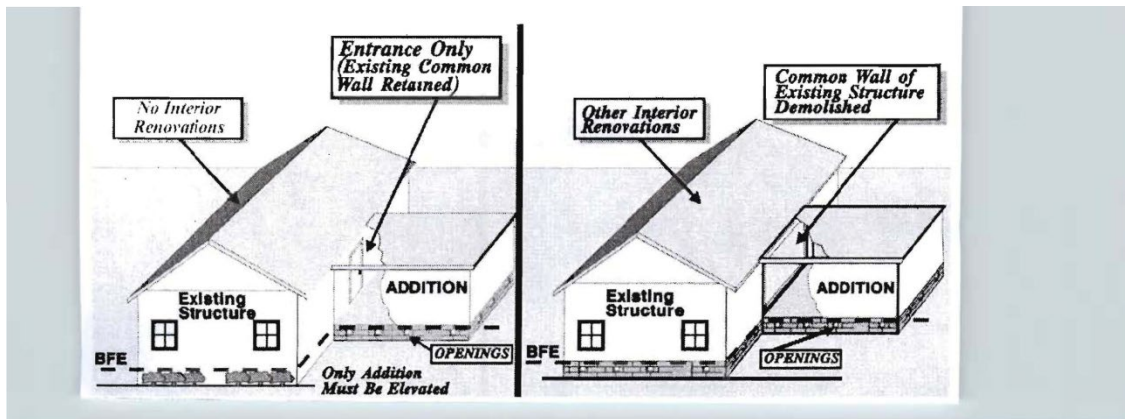 Entrance Only
(Existing Common
Wall Retained)
No Interior
Renovations
Existing
Structure
ADDITION
BFE
OPENINGS
Only Addition
Must Be Elevated
Common Wall of
Existing Structure
Demolished
Other Interior
Renovations
Existing
Structure
ADDITION
BFE
OPENINGS